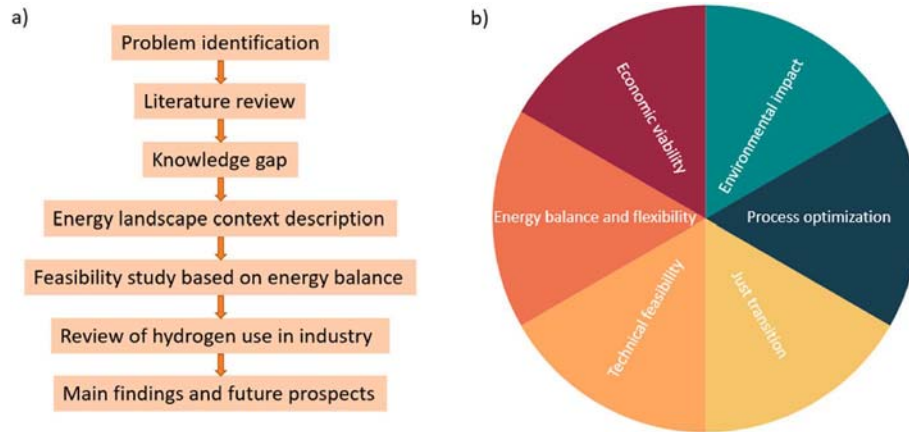 a)
Problem identification
Literature review
Knowledge gap
Energy landscape context description
Feasibility study based on energy balance
Review of hydrogen use in industry
Main findings and future prospects
b)
Economic viability
Environmental impact
Energy balance and flexibility
Process optimization
Technical feasibility
Just transition